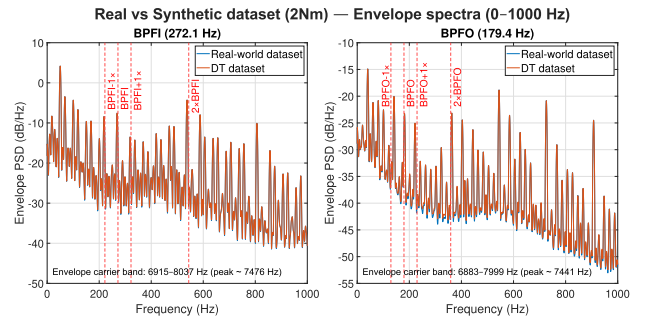 Real vs Synthetic dataset (2Nm) — Envelope spectra (0–1000 Hz)
BPFI (272.1 Hz)
Envelope PSD (dB/Hz)
10
0
-10
-20
-30
-40
-50
BPFI-1×
BPFI
BPFI+1×
2×BPFI
Real-world dataset
DT dataset
Envelope carrier band: 6915–8037 Hz (peak ~ 7476 Hz)
0
200
400
600
800
1000
Frequency (Hz)
BPFO (179.4 Hz)
Envelope PSD (dB/Hz)
-10
-15
-20
-25
-30
-35
-40
-45
-50
-55
BPFO-1×
BPFO
BPFO+1×
2×BPFO
Real-world dataset
DT dataset
Envelope carrier band: 6883–7999 Hz (peak ~ 7441 Hz)
0
200
400
600
800
1000
Frequency (Hz)